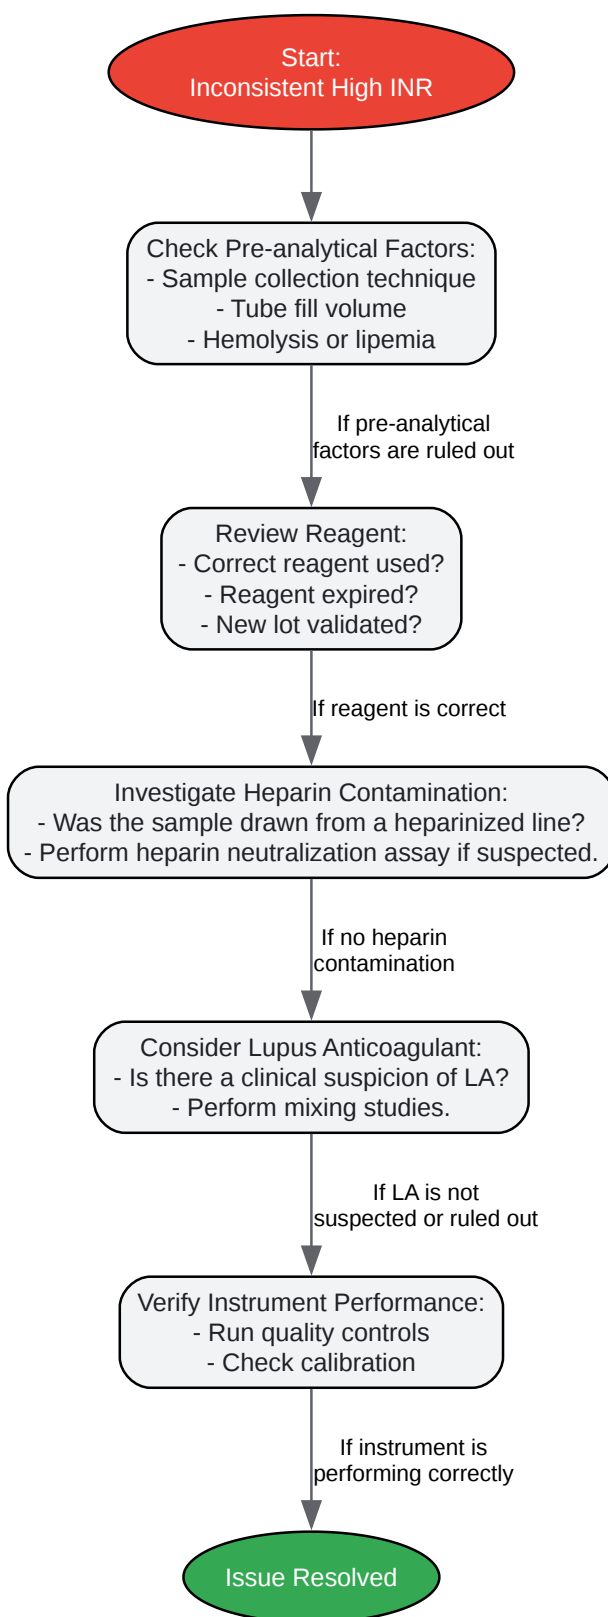 Start:
Inconsistent High INR
Check Pre-analytical Factors:
- Sample collection technique
- Tube fill volume
- Hemolysis or lipemia
If pre-analytical
factors are ruled out
Review Reagent:
- Correct reagent used?
- Reagent expired?
- New lot validated?
If reagent is correct
Investigate Heparin Contamination:
- Was the sample drawn from a heparinized line?
- Perform heparin neutralization assay if suspected.
If no heparin
contamination
Consider Lupus Anticoagulant:
- Is there a clinical suspicion of LA?
- Perform mixing studies.
If LA is not
suspected or ruled out
Verify Instrument Performance:
- Run quality controls
- Check calibration
If instrument is
performing correctly
Issue Resolved